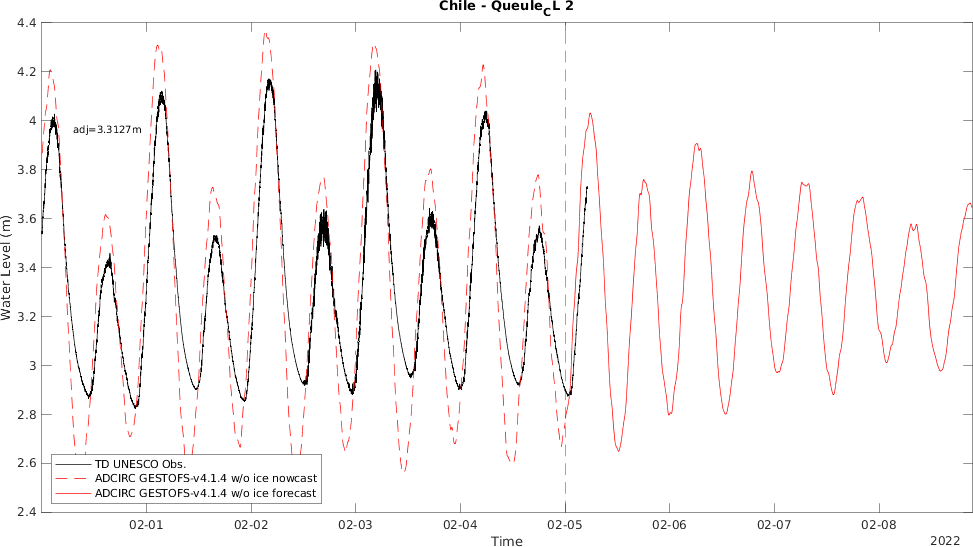 Chile - Queule_CL 2
4.4
4.2
4
3.8
3.6
3.4
3.2
3
2.8
2.6
2.4
Water Level (m)
adj=3.3127m
TD UNESCO Obs.
ADCIRC GESTOFS-v4.1.4 w/o ice nowcast
ADCIRC GESTOFS-v4.1.4 w/o ice forecast
02-01 02-02 02-03 02-04 02-05 02-06 02-07 02-08
Time
2022